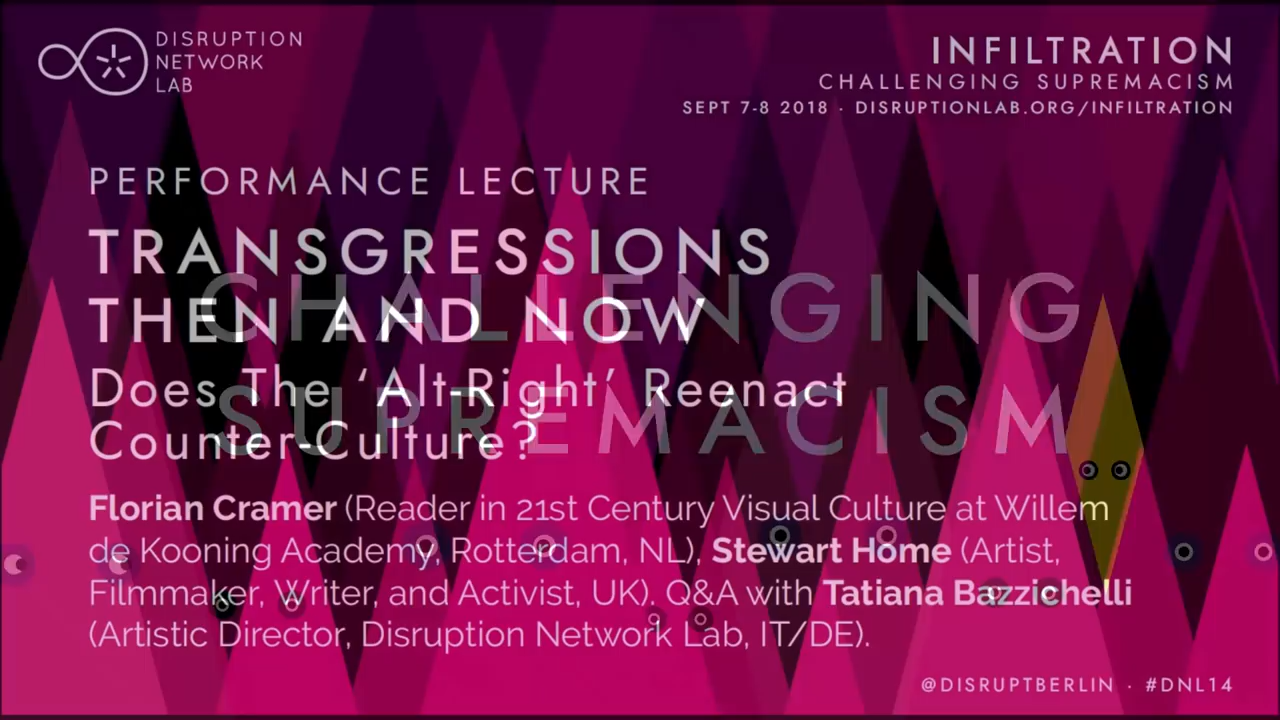 DISRUPTION
NETWORK
LAB
INFILTRATION
CHALLENGING SUPREMACISM
SEPT 7-8 2018 · DISRUPTIONLAB.ORG/INFILTRATION
PERFORMANCE LECTURE
TRANSGRESSIONS
THEN AND NOW
CHALLENGING
SUPREMACISM
Does The ‘Alt-Right’ Reenact
Counter-Culture?
Florian Cramer (Reader in 21st Century Visual Culture at Willem
de Kooning Academy, Rotterdam, NL), Stewart Home (Artist,
Filmmaker, Writer, and Activist, UK). Q&A with Tatiana Bazzichelli
(Artistic Director, Disruption Network Lab, IT/DE).
@DISRUPTBERLIN · #DNL14